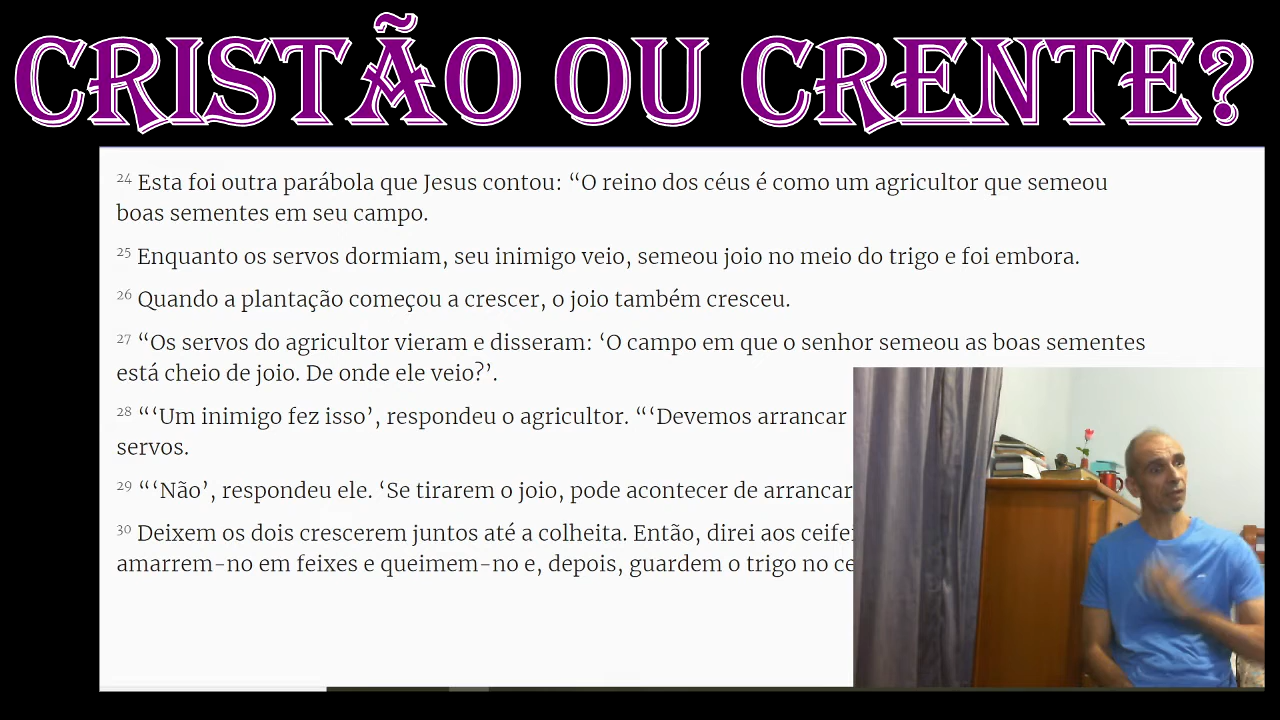 CRISTÃO OU CRENTE?
24 Esta foi outra parábola que Jesus contou: “O reino dos céus é como um agricultor que semeou
boas sementes em seu campo.
25 Enquanto os servos dormiam, seu inimigo veio, semeou joio no meio do trigo e foi embora.
26 Quando a plantação começou a crescer, o joio também cresceu.
27 “Os servos do agricultor vieram e disseram: ‘O campo em que o senhor semeou as boas sementes
está cheio de joio. De onde ele veio?’.
28 “‘Um inimigo fez isso’, respondeu o agricultor. “‘Devemos arrancar
servos.
29 “‘Não’, respondeu ele. ‘Se tirarem o joio, pode acontecer de arrancar
30 Deixem os dois crescerem juntos até a colheita. Então, direi aos
amarrem-no em feixes e queimem-no e, depois, guardem o trigo no